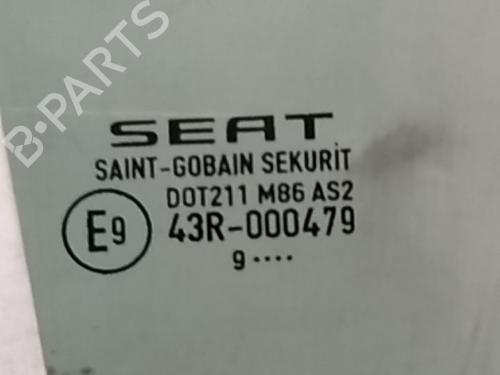 B-PARTS
SEAT
SAINT-GOBAIN SEKURIT
DOT211 M86 AS2
E9 43R-000479
9 ····